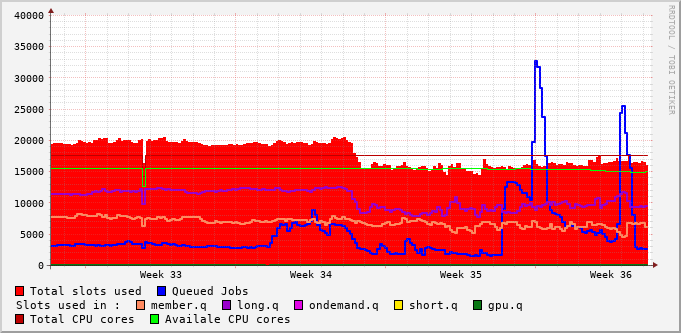 40000
35000
30000
25000
20000
15000
10000
5000
0
Week 33 Week 34 Week 35 Week 36
RRDTOOL / TOBI OETIKER
Total slots used Queued Jobs
Slots used in : member.q long.q ondemand.q short.q gpu.q
Total CPU cores Availale CPU cores